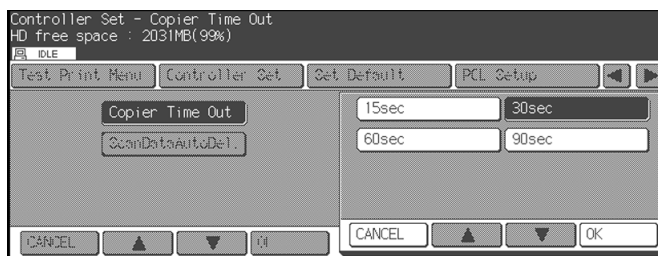 Controller Set - Copier Time Out
HD free space : 2031MB(99%)
IDLE
Test Print Menu Controller Set Set Default PCL Setup
Copier Time Out 15sec 30sec
ScanDataAutoDel. 60sec 90sec
CANCEL CANCEL OK